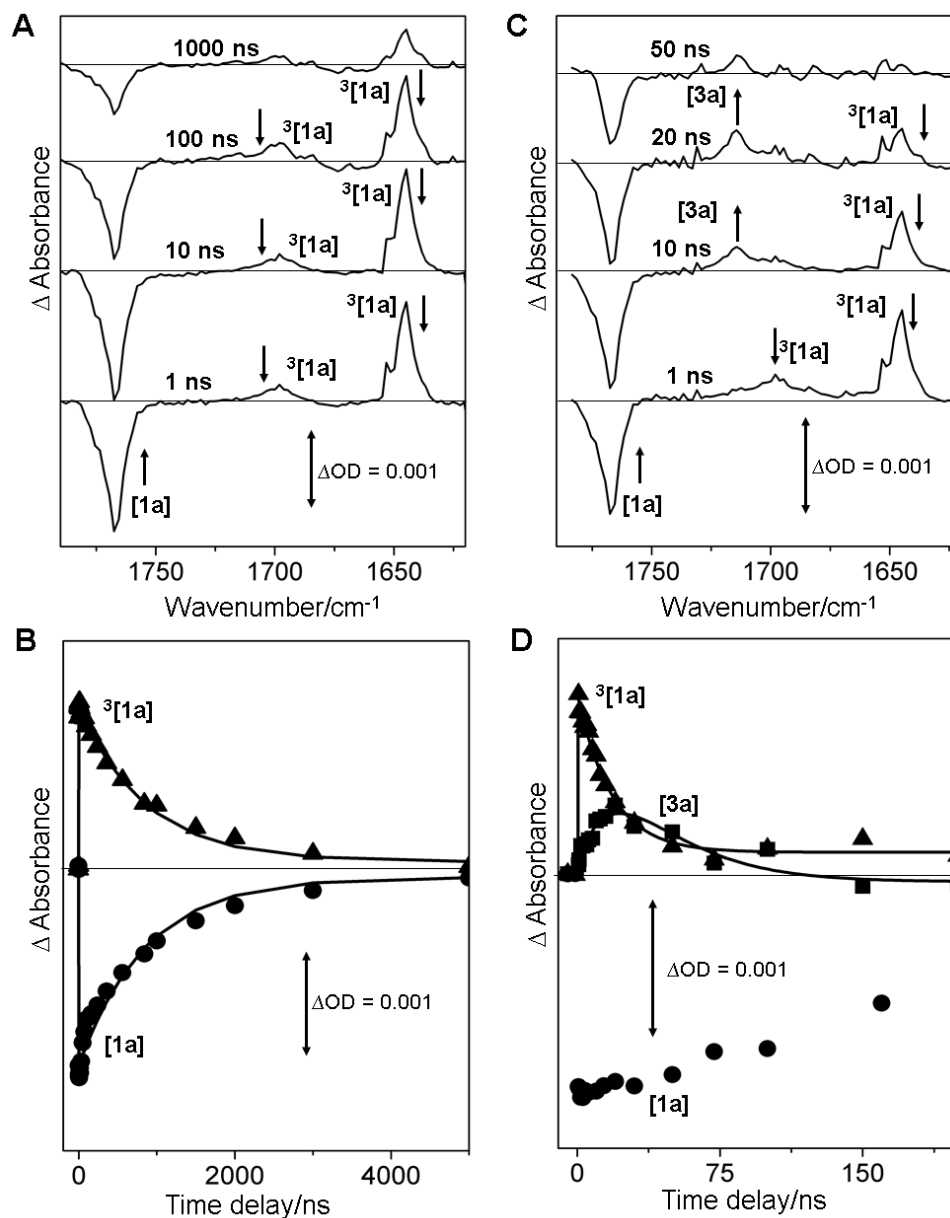 A
1000 ns
³[1a]
100 ns
³[1a]
³[1a]
10 ns
³[1a]
³[1a]
1 ns
³[1a]
[1a]
ΔOD = 0.001
Δ Absorbance
1750
1700
1650
Wavenumber/cm⁻¹
C
50 ns
[3a]
20 ns
³[1a]
[3a]
³[1a]
10 ns
³[1a]
1 ns
³[1a]
[1a]
ΔOD = 0.001
Δ Absorbance
1750
1700
1650
Wavenumber/cm⁻¹
B
³[1a]
[1a]
ΔOD = 0.001
Δ Absorbance
0
2000
4000
Time delay/ns
D
³[1a]
[3a]
ΔOD = 0.001
[1a]
Δ Absorbance
0
75
150
Time delay/ns